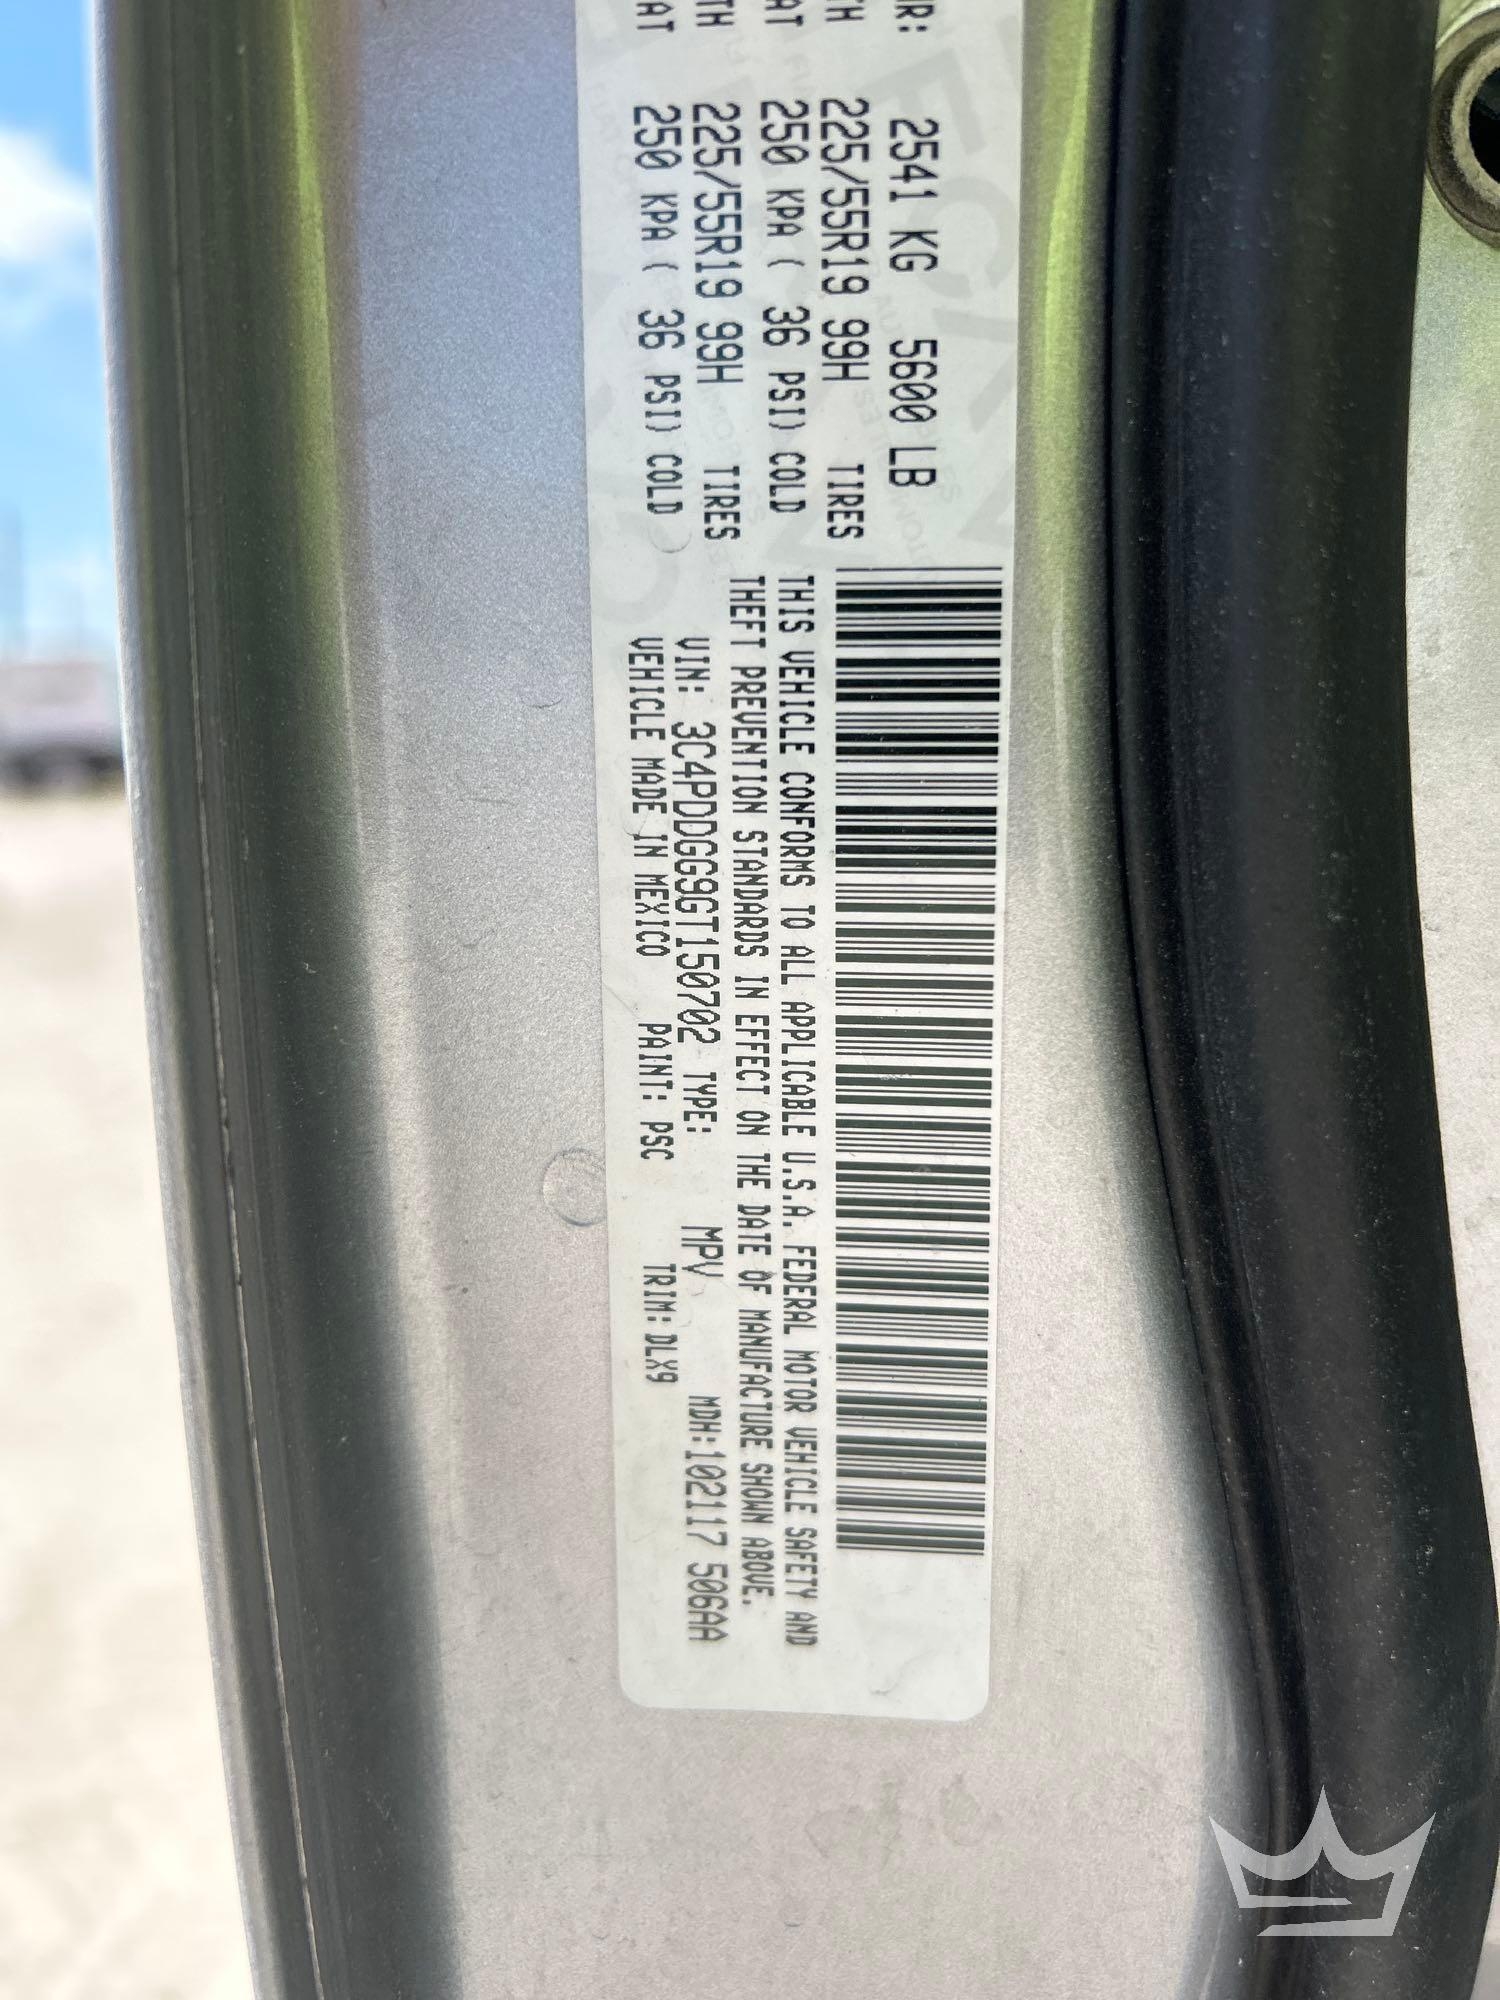 2541 KG 5600 LB
225/55R19 99H TIRES
250 KPA ( 36 PSI) COLD
225/55R19 99H TIRES
250 KPA ( 36 PSI) COLD
THIS VEHICLE CONFORMS TO ALL APPLICABLE U.S.A. FEDERAL MOTOR VEHICLE SAFETY AND
THEFT PREVENTION STANDARDS IN EFFECT ON THE DATE OF MANUFACTURE SHOWN ABOVE.
VIN: 3C4PDDGG9GT150702 TYPE: MPV MDH:102117 506AA
VEHICLE MADE IN MEXICO PAINT: PSC TRIM: DLX9